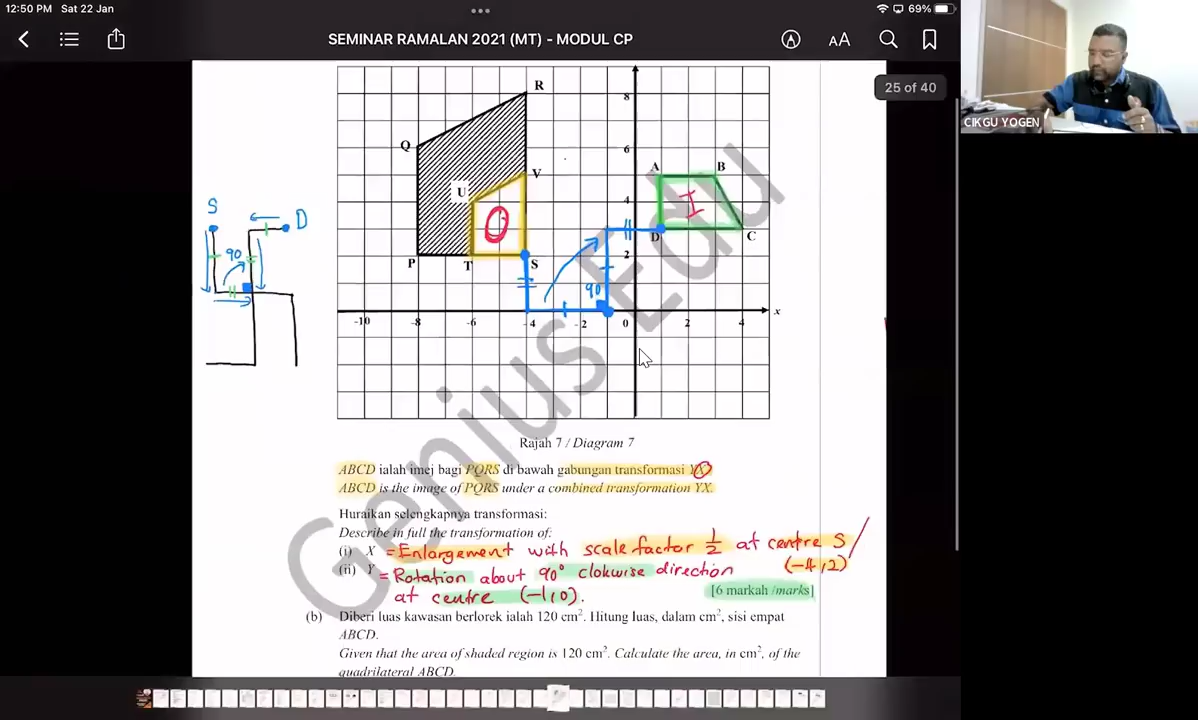 12:50 PM Sat 22 Jan
69%
SEMINAR RAMALAN 2021 (MT) - MODUL CP
AA
25 of 40
CIKGU YOGEN
R
8
Q
6
A
B
V
U
4
I
O
S
D
D
C
90
2
P
T
S
90
-10
-8
-6
-4
-2
0
2
4
x
Genius Edu
Rajah 7 / Diagram 7
ABCD ialah imej bagi PQRS di bawah gabungan transformasi YX
ABCD is the image of PQRS under a combined transformation YX.
Huraikan selengkapnya transformasi:
Describe in full the transformation of:
(i) X = Enlargement with scale factor 1/2 at centre S /
(-4,2)
(ii) Y = Rotation about 90° clokwise direction
at centre (-1,0).
[6 markah /marks]
(b) Diberi luas kawasan berlorek ialah 120 cm². Hitung luas, dalam cm², sisi empat
ABCD.
Given that the area of shaded region is 120 cm². Calculate the area, in cm², of the
quadrilateral ABCD.